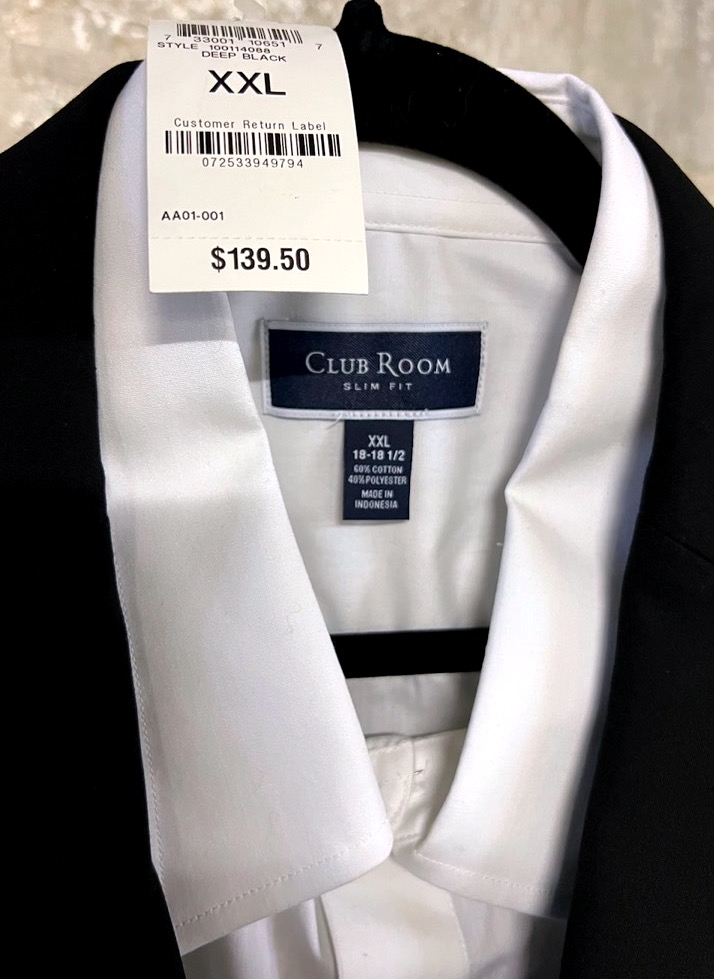 7 33001 10651 7
STYLE 100114088
DEEP BLACK
XXL
Customer Return Label
072533949794
AA01-001
$139.50
CLUB ROOM
SLIM FIT
XXL
18-18 1/2
60% COTTON
40% POLYESTER
MADE IN
INDONESIA